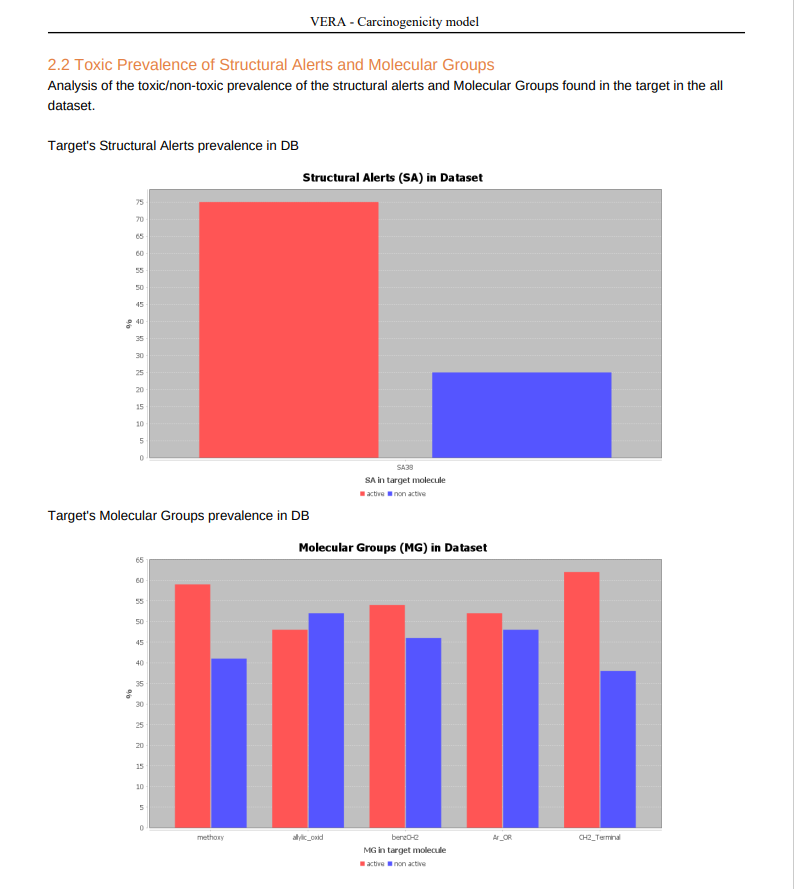 VERA - Carcinogenicity model
2.2 Toxic Prevalence of Structural Alerts and Molecular Groups
Analysis of the toxic/non-toxic prevalence of the structural alerts and Molecular Groups found in the target in the all
dataset.
Target's Structural Alerts prevalence in DB
Structural Alerts (SA) in Dataset
75
70
65
60
55
50
45
40
35
30
25
20
15
10
5
0
%
SA38
SA in target molecule
active non active
Target's Molecular Groups prevalence in DB
Molecular Groups (MG) in Dataset
65
60
55
50
45
40
35
30
25
20
15
10
5
0
%
methoxy allylic_oxid benzCH2 Ar_OR CH2_Terminal
MG in target molecule
active non active